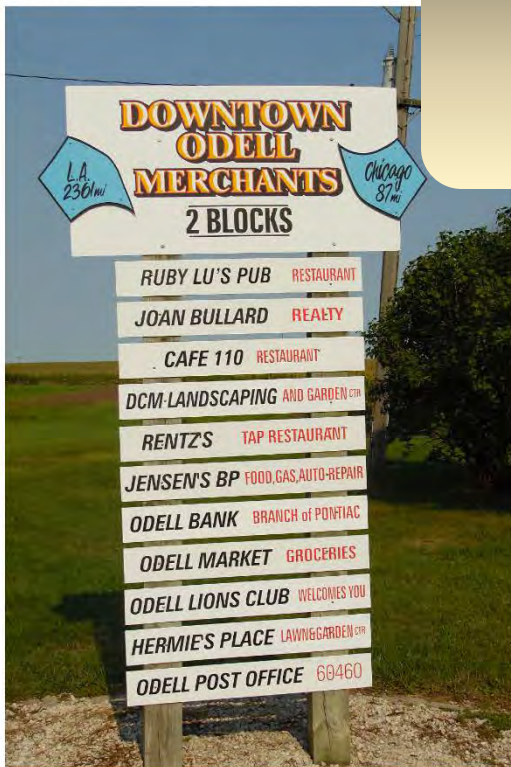 DOWNTOWN
ODELL
MERCHANTS
L.A.
2361mi
Chicago
87mi
2 BLOCKS
RUBY LU'S PUB RESTAURANT
JOAN BULLARD REALTY
CAFE 110 RESTAURANT
DCM-LANDSCAPING AND GARDEN CTR
RENTZ'S TAP RESTAURANT
JENSEN'S BP FOOD,GAS,AUTO-REPAIR
ODELL BANK BRANCH of PONTIAC
ODELL MARKET GROCERIES
ODELL LIONS CLUB WELCOMES YOU
HERMIE'S PLACE LAWN&GARDEN CTR
ODELL POST OFFICE 60460